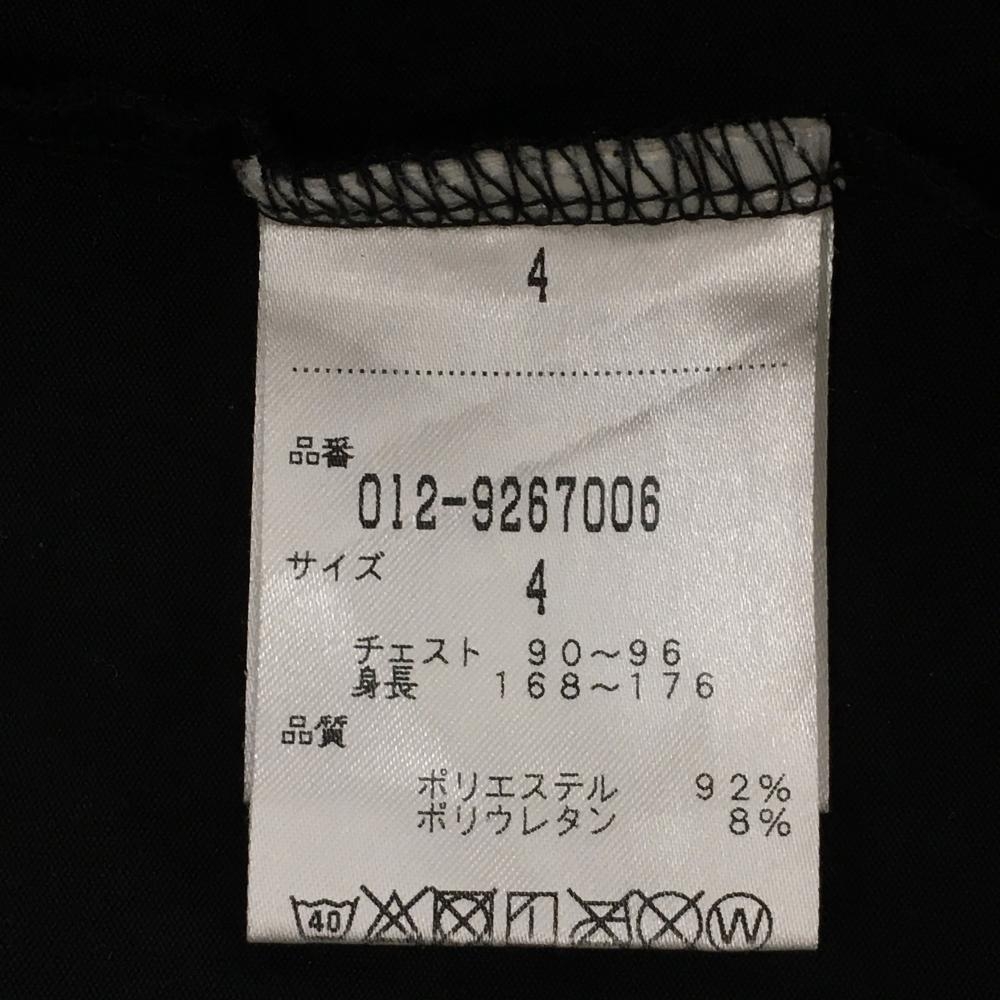 4
品番
012-9267006
サイズ
4
チェスト 90～96
身長 168～176
品質
ポリエステル 92%
ポリウレタン 8%
40 W